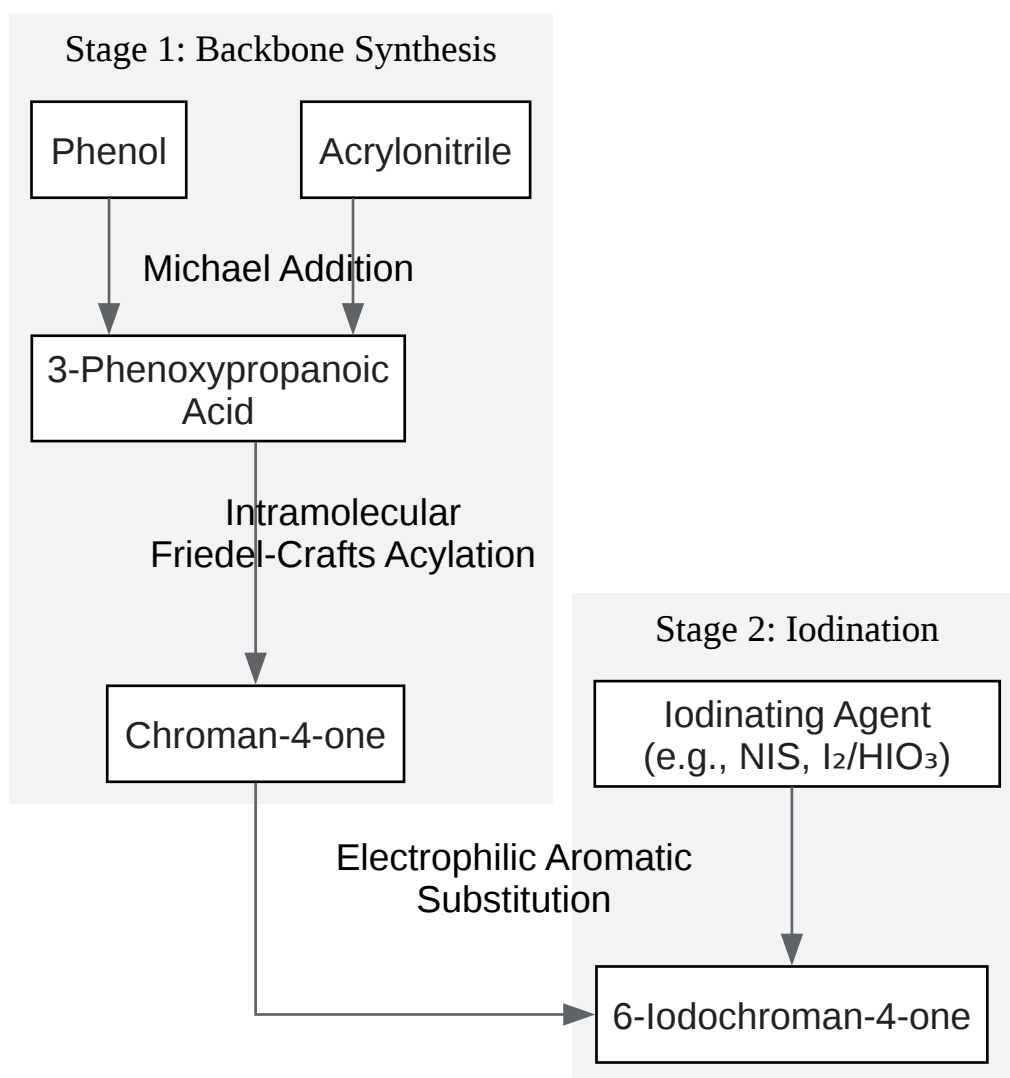 Stage 1: Backbone Synthesis
Phenol
Acrylonitrile
Michael Addition
3-Phenoxypropanoic
Acid
Intramolecular
Friedel-Crafts Acylation
Chroman-4-one
Stage 2: Iodination
Iodinating Agent
(e.g., NIS, I₂/HIO₃)
Electrophilic Aromatic
Substitution
6-Iodochroman-4-one